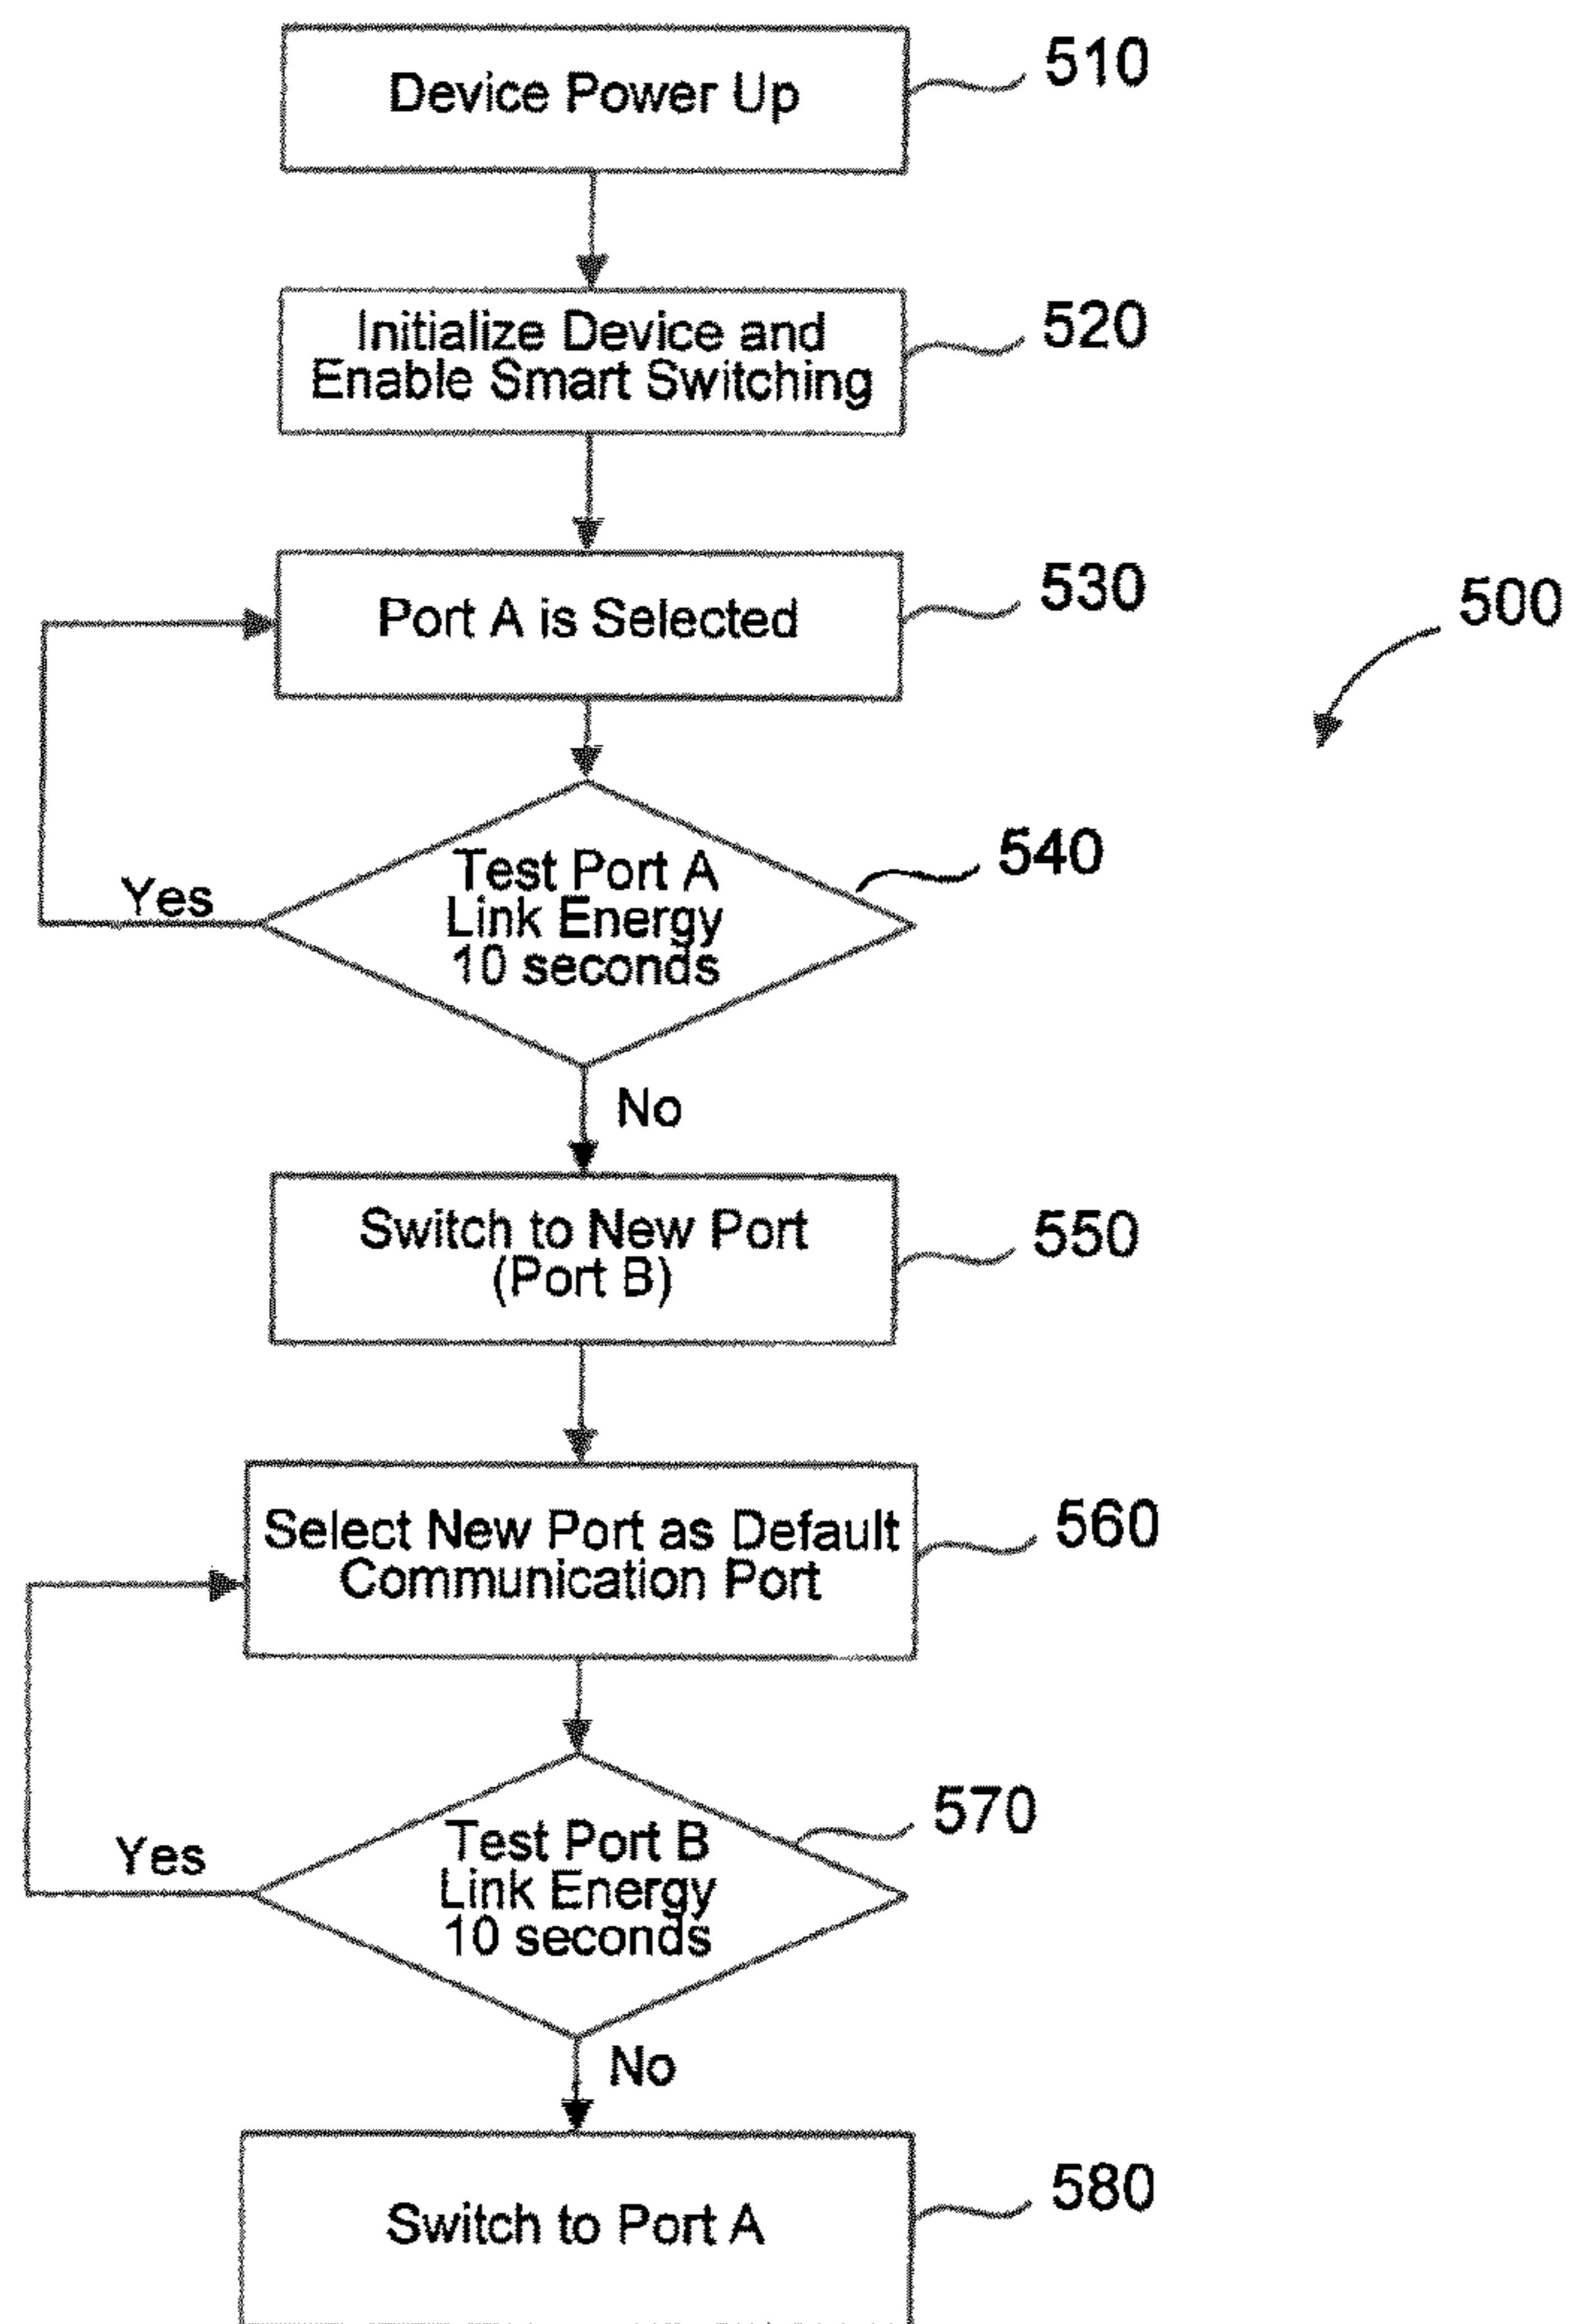 Device Power Up
510
Initialize Device and
Enable Smart Switching
520
Port A is Selected
530
500
Test Port A
Link Energy
10 seconds
540
Yes
No
Switch to New Port
(Port B)
550
Select New Port as Default
Communication Port
560
Test Port B
Link Energy
10 seconds
570
Yes
No
Switch to Port A
580